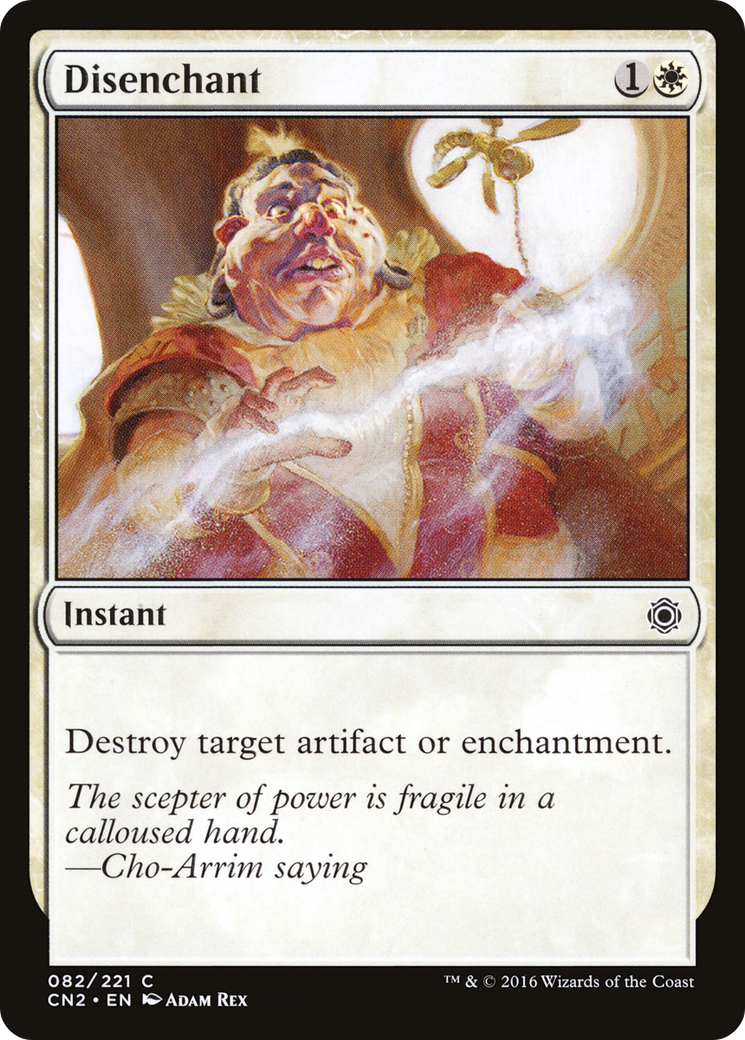 Disenchant 1
Instant
Destroy target artifact or enchantment.
The scepter of power is fragile in a
calloused hand.
—Cho-Arrim saying
082/221 C ™ & © 2016 Wizards of the Coast
CN2 • EN Adam Rex